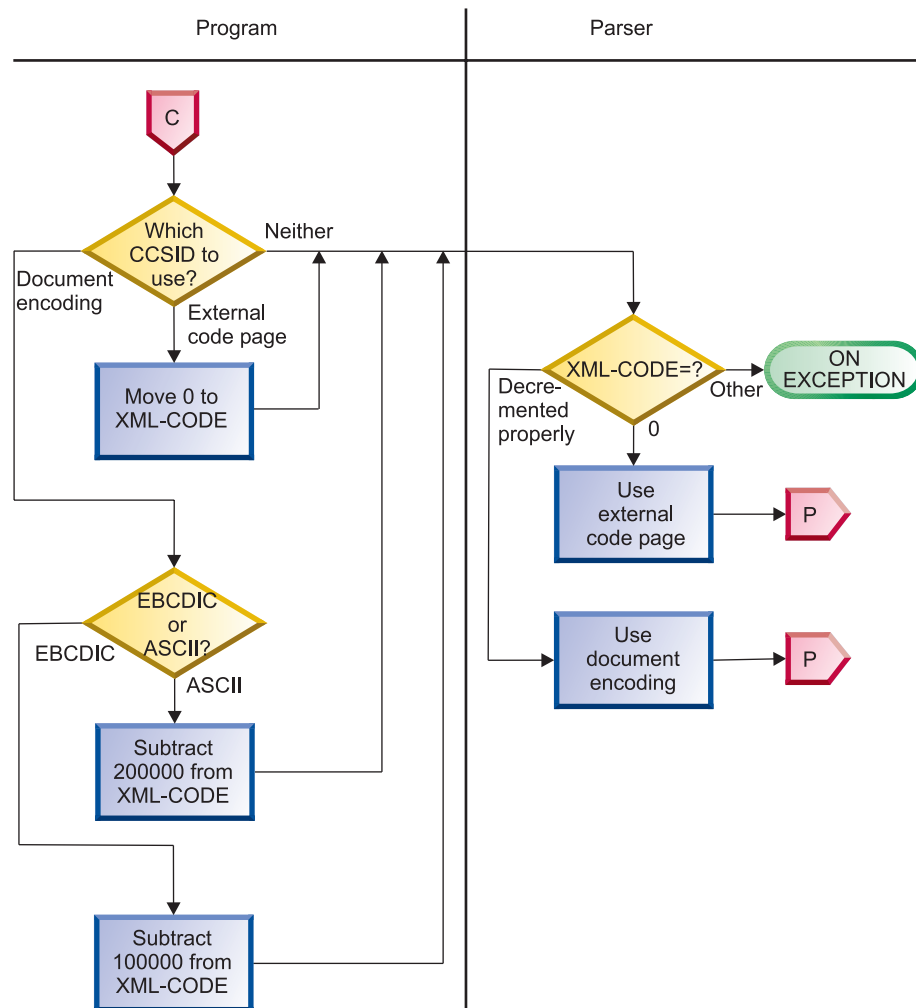 Program
Parser
C
Which
CCSID to
use?
Neither
Document
encoding
External
code page
Move 0 to
XML-CODE
XML-CODE=?
Other
ON
EXCEPTION
Decre-
mented
properly
0
Use
external
code page
P
EBCDIC
or
ASCII?
EBCDIC
ASCII
Use
document
encoding
P
Subtract
200000 from
XML-CODE
Subtract
100000 from
XML-CODE